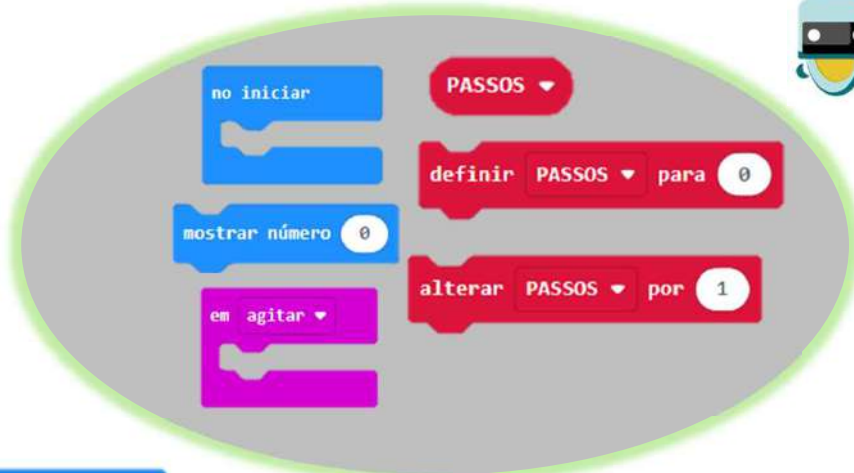 no iniciar
PASSOS
definir PASSOS para 0
mostrar número 0
alterar PASSOS por 1
em agitar